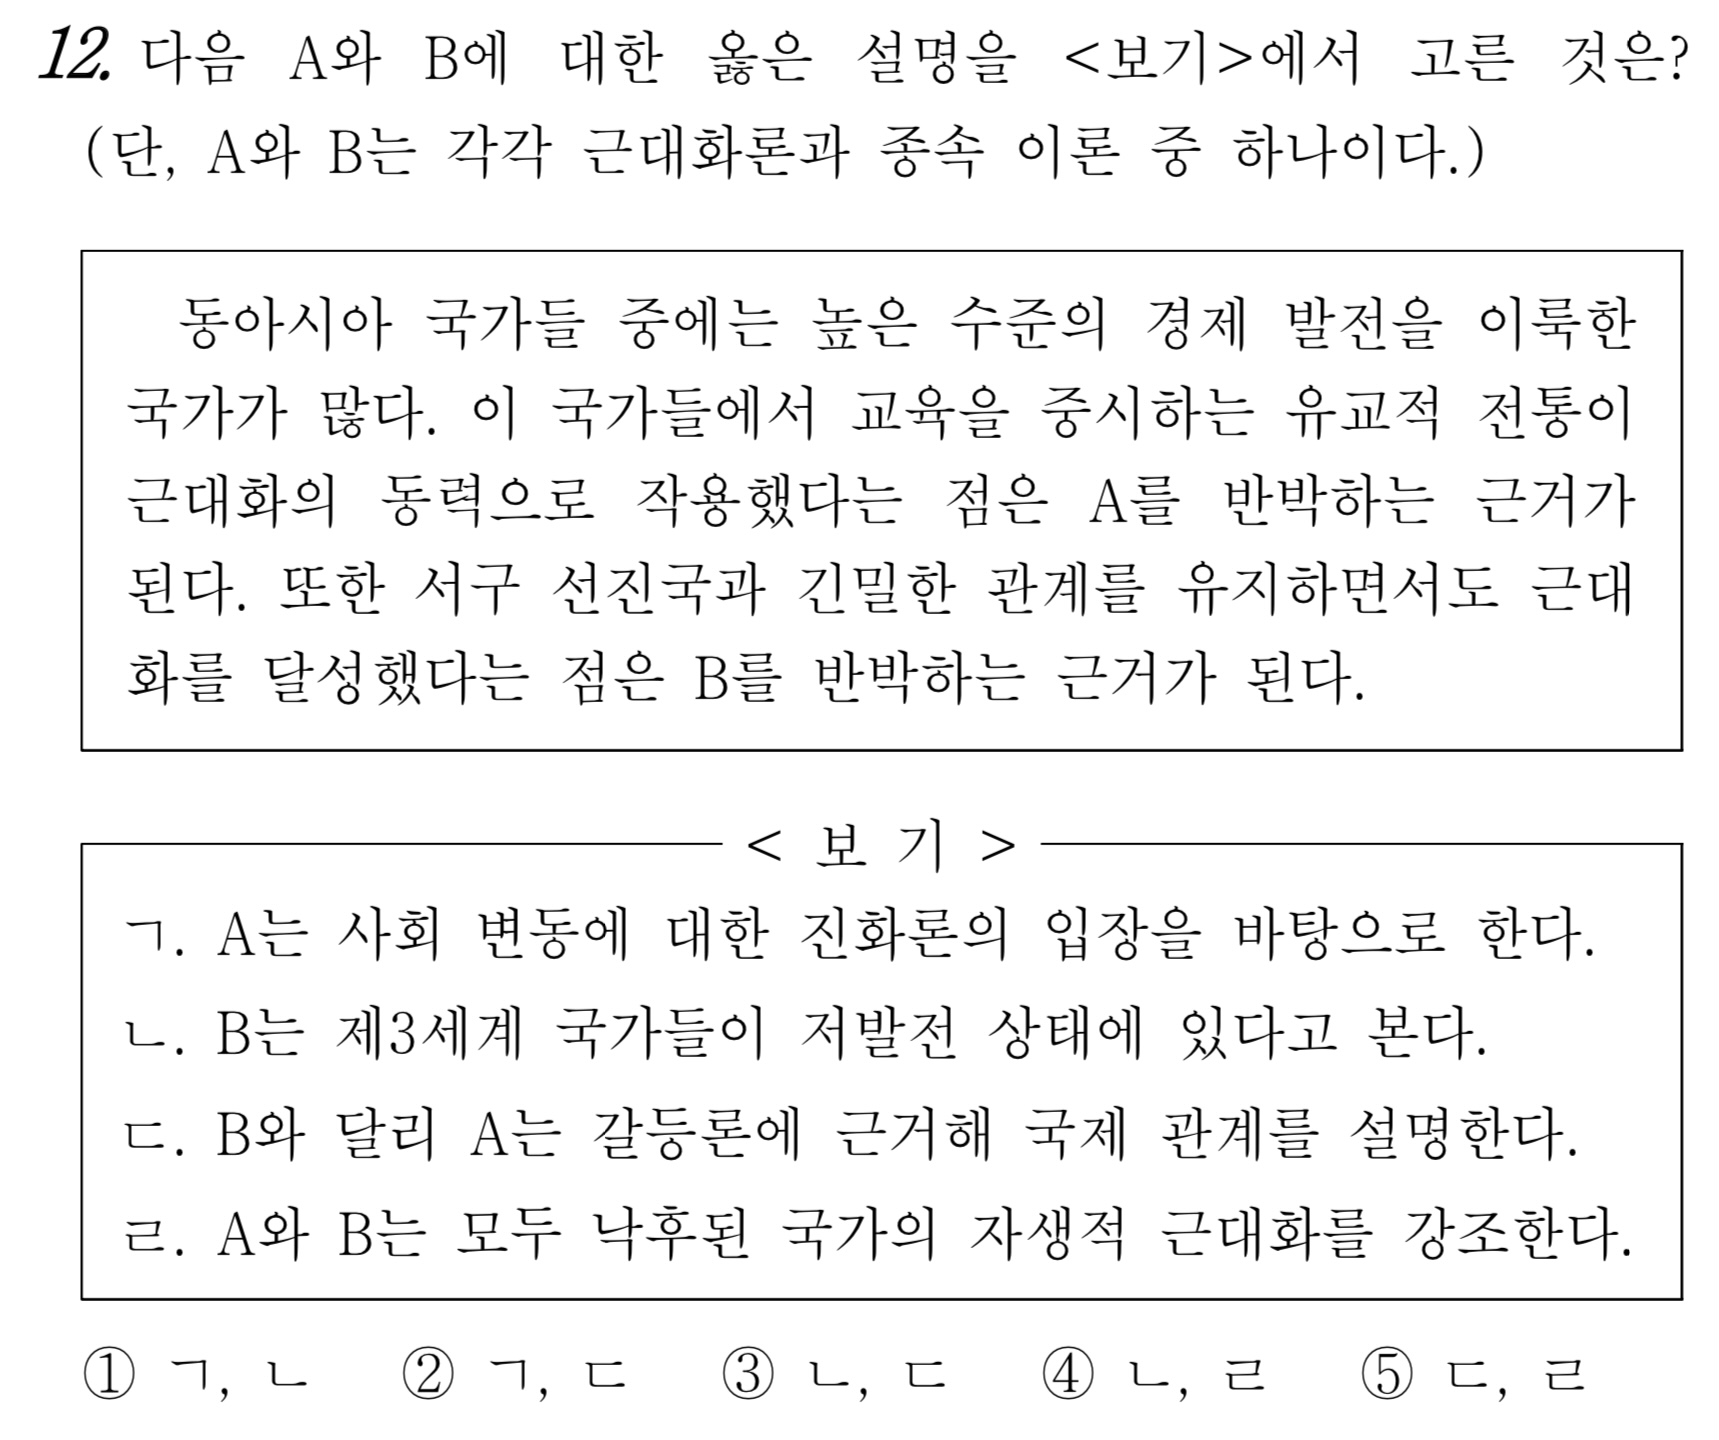 12. 다음 A와 B에 대한 옳은 설명을 <보기>에서 고른 것은?
(단, A와 B는 각각 근대화론과 종속 이론 중 하나이다.)
동아시아 국가들 중에는 높은 수준의 경제 발전을 이룩한
국가가 많다. 이 국가들에서 교육을 중시하는 유교적 전통이
근대화의 동력으로 작용했다는 점은 A를 반박하는 근거가
된다. 또한 서구 선진국과 긴밀한 관계를 유지하면서도 근대
화를 달성했다는 점은 B를 반박하는 근거가 된다.
< 보 기 >
ㄱ. A는 사회 변동에 대한 진화론의 입장을 바탕으로 한다.
ㄴ. B는 제3세계 국가들이 저발전 상태에 있다고 본다.
ㄷ. B와 달리 A는 갈등론에 근거해 국제 관계를 설명한다.
ㄹ. A와 B는 모두 낙후된 국가의 자생적 근대화를 강조한다.
① ㄱ, ㄴ ② ㄱ, ㄷ ③ ㄴ, ㄷ ④ ㄴ, ㄹ ⑤ ㄷ, ㄹ